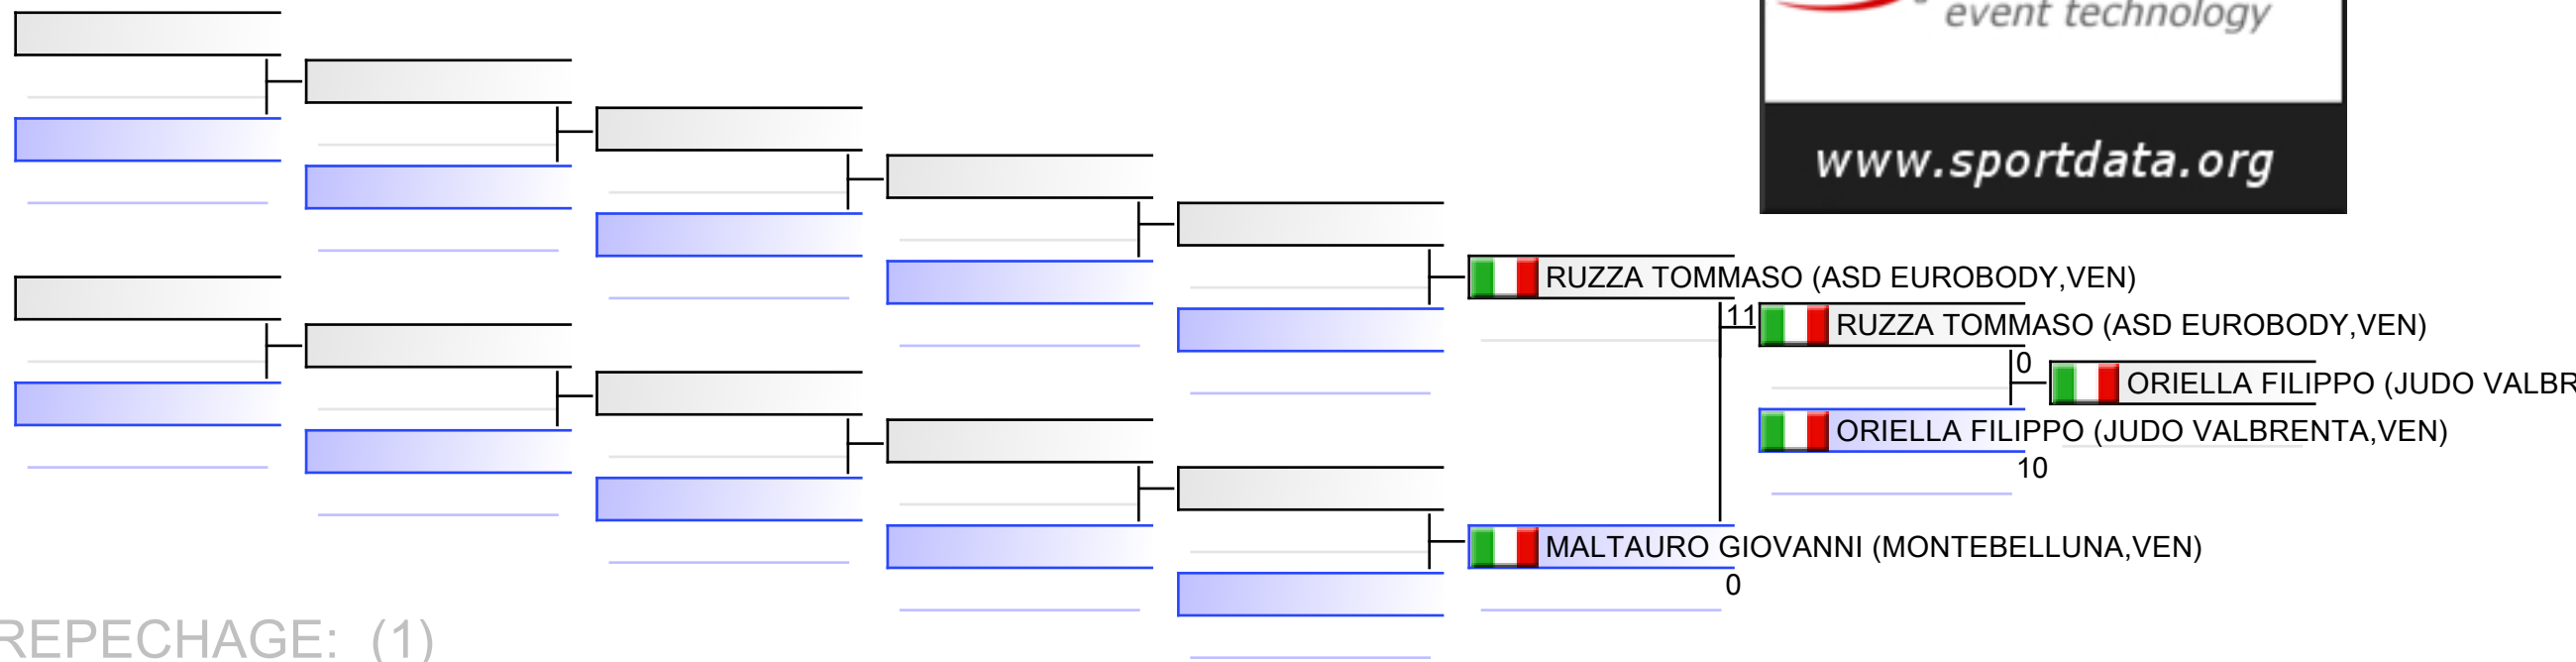 event technology
www.sportdata.org
RUZZA TOMMASO (ASD EUROBODY,VEN)
11
RUZZA TOMMASO (ASD EUROBODY,VEN)
0
ORIELLA FILIPPO (JUDO VALBR
ORIELLA FILIPPO (JUDO VALBRENTA,VEN)
10
MALTAURO GIOVANNI (MONTEBELLUNA,VEN)
0
REPECHAGE: (1)